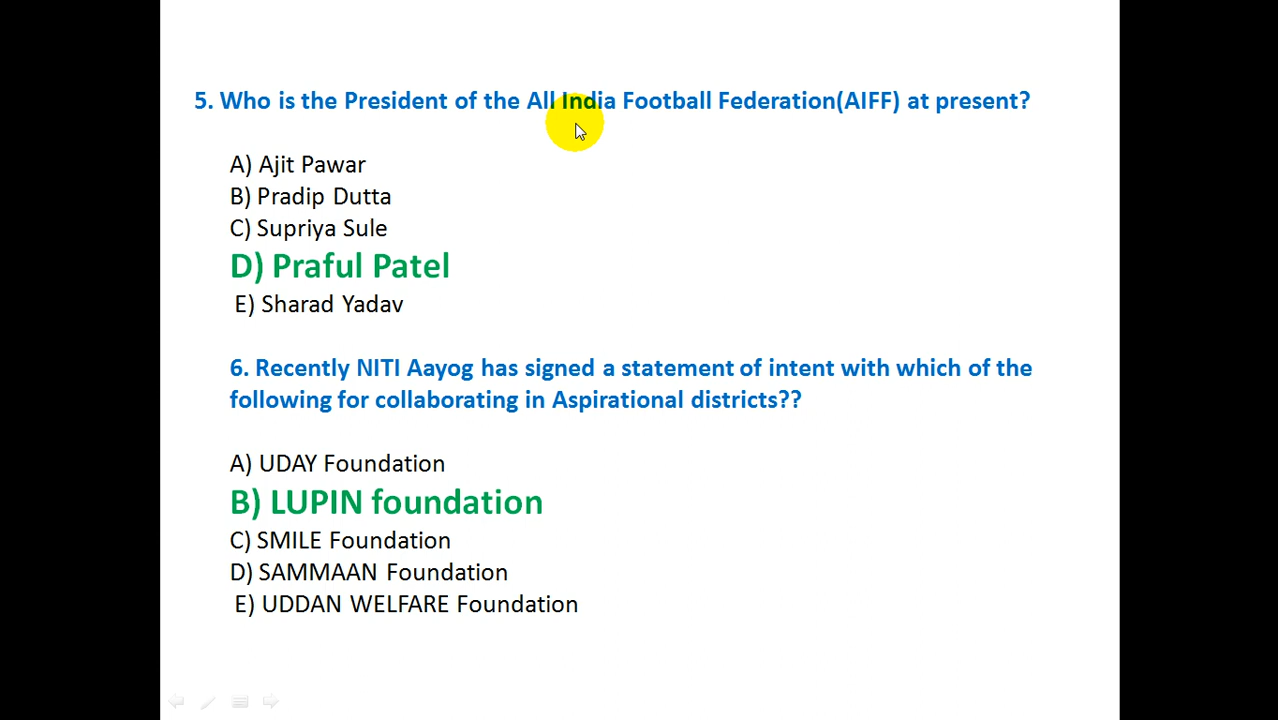 5. Who is the President of the All India Football Federation(AIFF) at present?
A) Ajit Pawar
B) Pradip Dutta
C) Supriya Sule
D) Praful Patel
E) Sharad Yadav
6. Recently NITI Aayog has signed a statement of intent with which of the
following for collaborating in Aspirational districts??
A) UDAY Foundation
B) LUPIN foundation
C) SMILE Foundation
D) SAMMAAN Foundation
E) UDDAN WELFARE Foundation